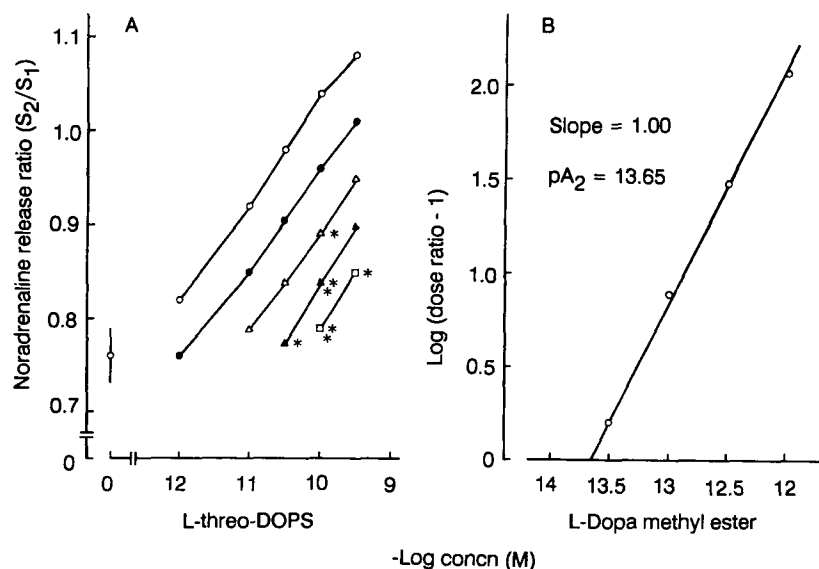 A
Noradrenaline release ratio (S2/S1)
1.1
1.0
0.9
0.8
0.7
0
0
12
11
10
9
L-threo-DOPS
B
Log (dose ratio - 1)
2.0
1.5
1.0
0.5
0
Slope = 1.00
pA2 = 13.65
14
13.5
13
12.5
12
L-Dopa methyl ester
-Log concn (M)